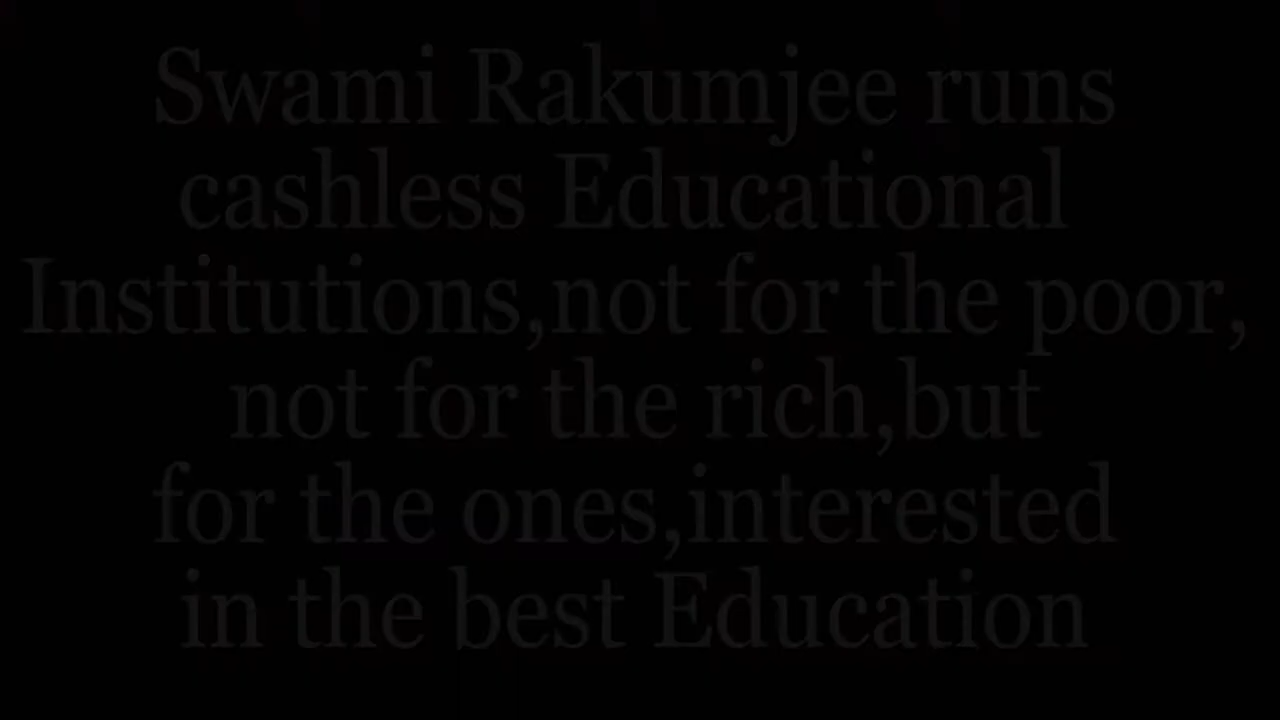 Swami Rakumjee runs
cashless Educational
Institutions,not for the poor,
not for the rich,but
for the ones,interested
in the best Education